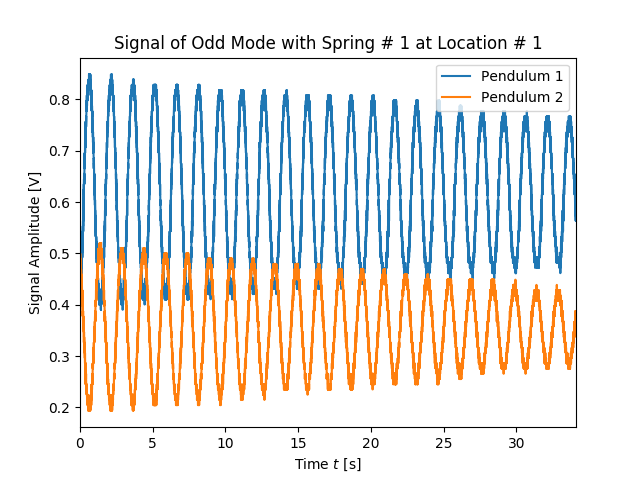 Signal of Odd Mode with Spring # 1 at Location # 1
Pendulum 1
Pendulum 2
Signal Amplitude [V]
0.8
0.7
0.6
0.5
0.4
0.3
0.2
0 5 10 15 20 25 30
Time t [s]